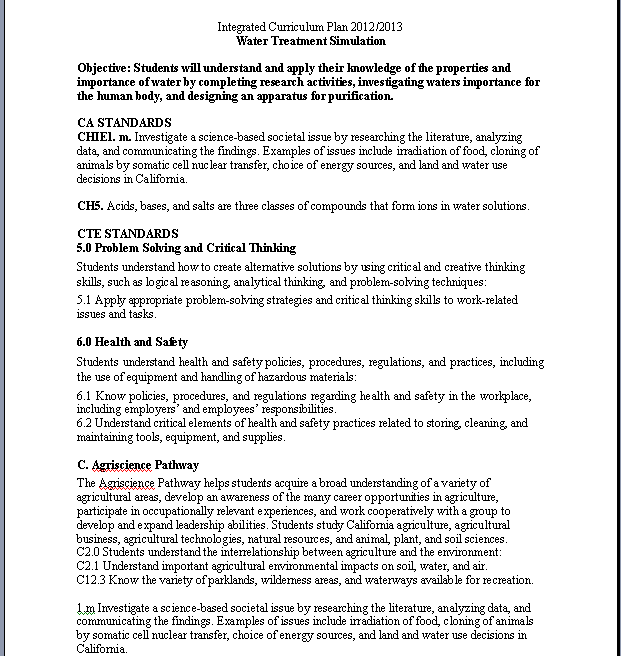 Integrated Curriculum Plan 2012/2013
Water Treatment Simulation
Objective: Students will understand and apply their knowledge of the properties and
importance of water by completing research activities, investigating waters importance for
the human body, and designing an apparatus for purification.
CA STANDARDS
CHIE1. m. Investigate a science-based societal issue by researching the literature, analyzing
data, and communicating the findings. Examples of issues include irradiation of food, cloning of
animals by somatic cell nuclear transfer, choice of energy sources, and land and water use
decisions in California.
CH5. Acids, bases, and salts are three classes of compounds that form ions in water solutions.
CTE STANDARDS
5.0 Problem Solving and Critical Thinking
Students understand how to create alternative solutions by using critical and creative thinking
skills, such as logical reasoning, analytical thinking, and problem-solving techniques:
5.1 Apply appropriate problem-solving strategies and critical thinking skills to work-related
issues and tasks.
6.0 Health and Safety
Students understand health and safety policies, procedures, regulations, and practices, including
the use of equipment and handling of hazardous materials:
6.1 Know policies, procedures, and regulations regarding health and safety in the workplace,
including employers’ and employees’ responsibilities.
6.2 Understand critical elements of health and safety practices related to storing, cleaning, and
maintaining tools, equipment, and supplies.
C. Agriscience Pathway
The Agriscience Pathway helps students acquire a broad understanding of a variety of
agricultural areas, develop an awareness of the many career opportunities in agriculture,
participate in occupationally relevant experiences, and work cooperatively with a group to
develop and expand leadership abilities. Students study California agriculture, agricultural
business, agricultural technologies, natural resources, and animal, plant, and soil sciences.
C2.0 Students understand the interrelationship between agriculture and the environment:
C2.1 Understand important agricultural environmental impacts on soil, water, and air.
C12.3 Know the variety of parklands, wilderness areas, and waterways available for recreation.
1.m Investigate a science-based societal issue by researching the literature, analyzing data, and
communicating the findings. Examples of issues include irradiation of food, cloning of animals
by somatic cell nuclear transfer, choice of energy sources, and land and water use decisions in
California.